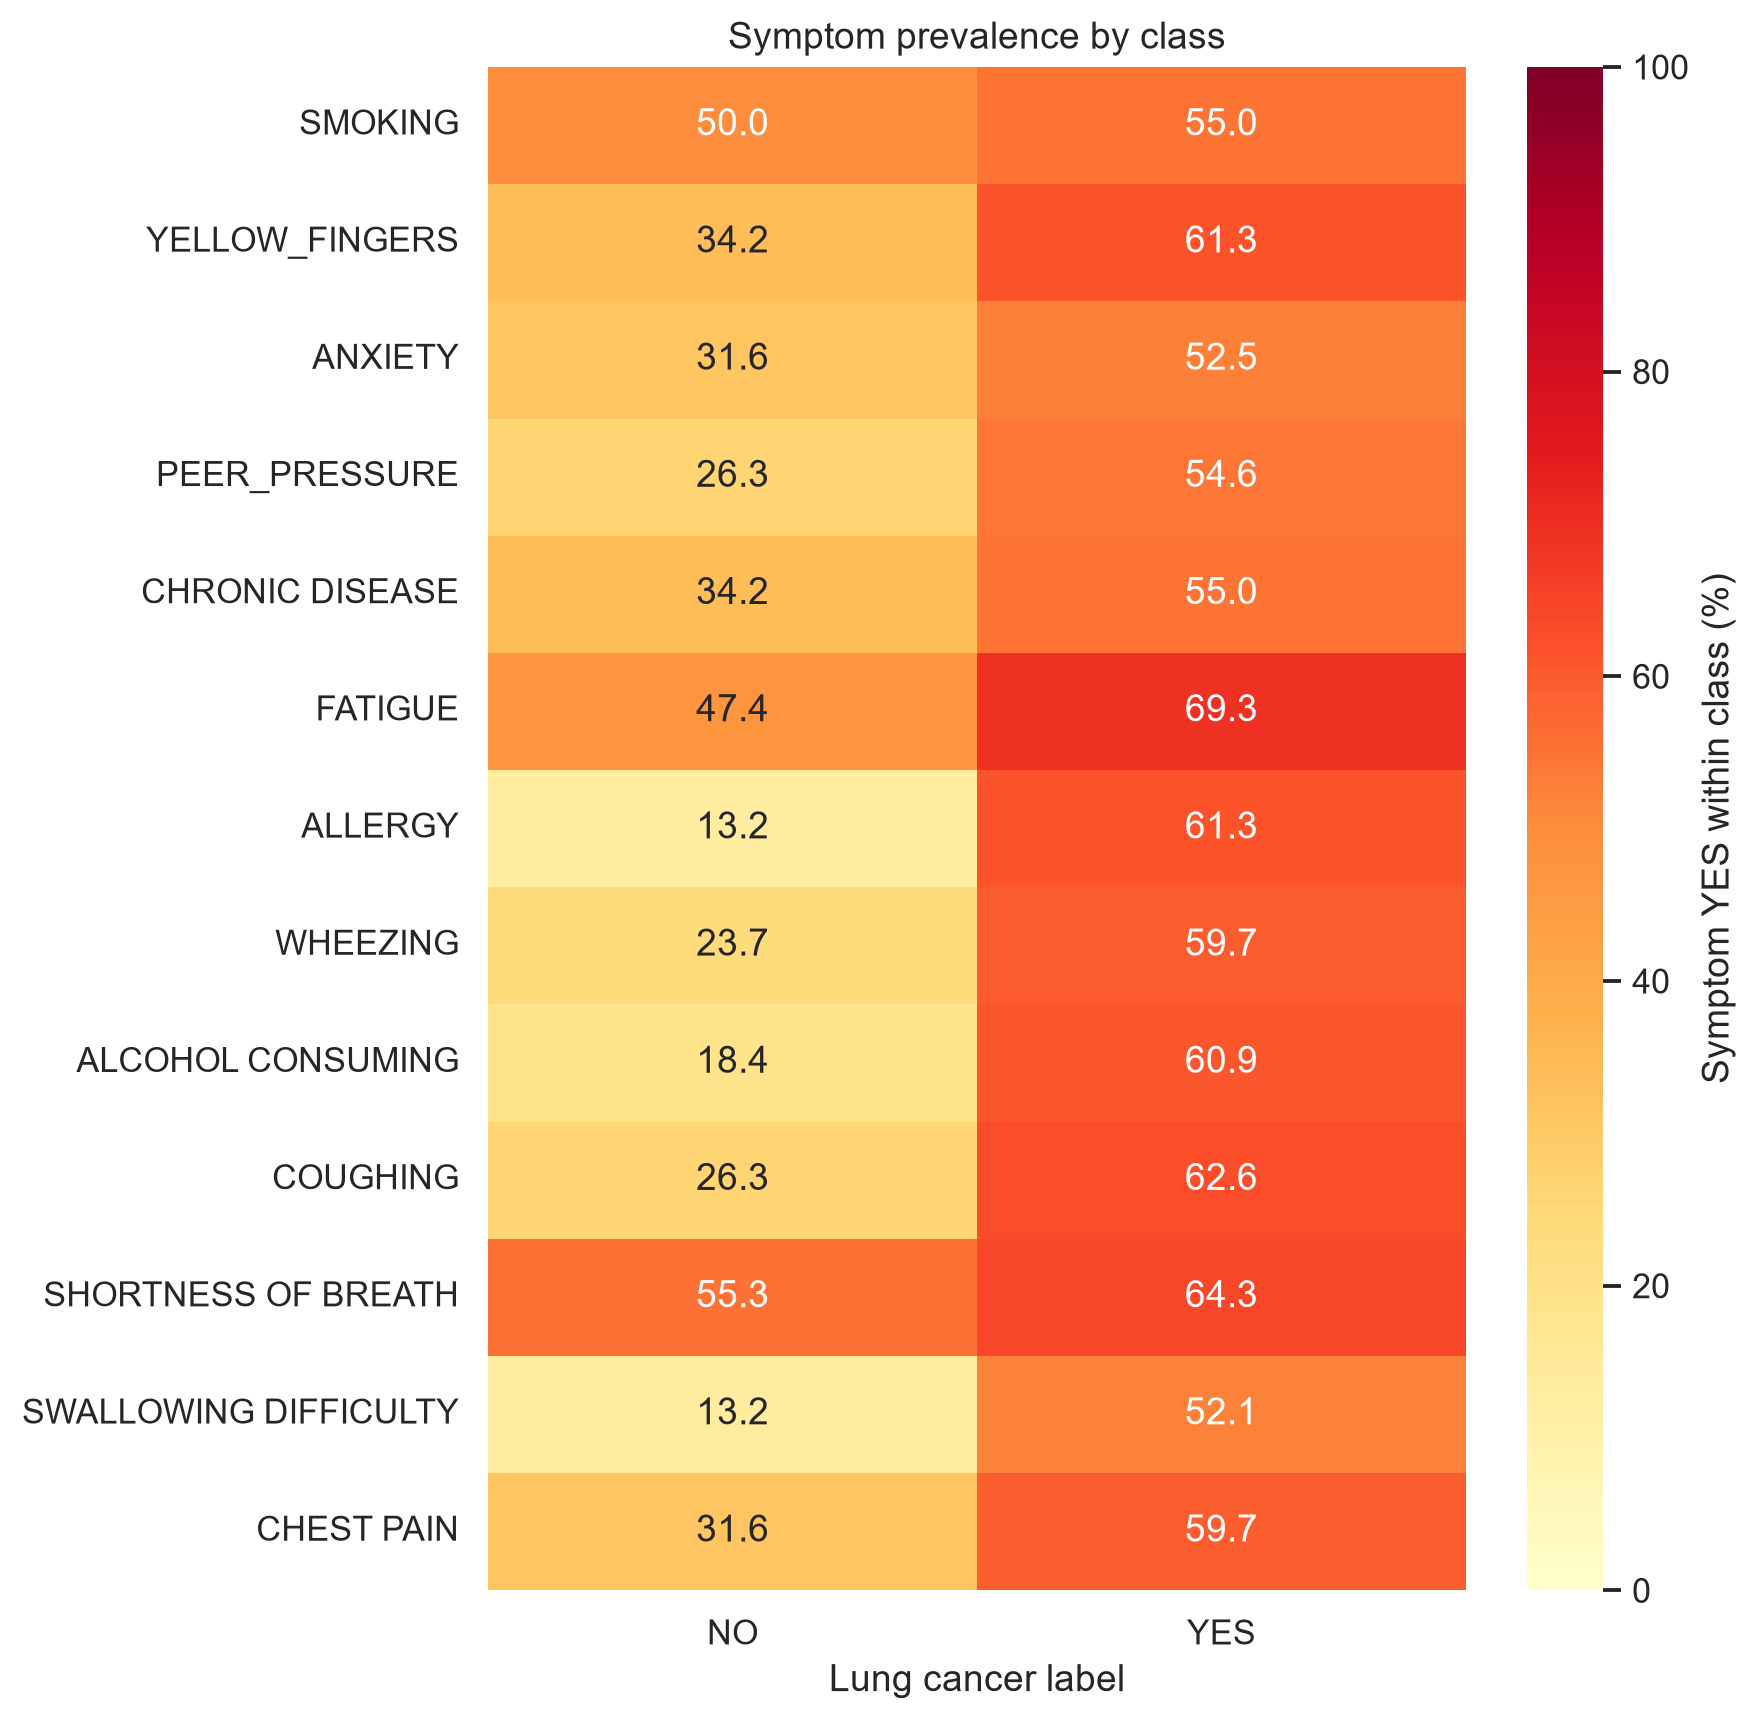 Symptom prevalence by class
SMOKING 50.0 55.0
YELLOW_FINGERS 34.2 61.3
ANXIETY 31.6 52.5
PEER_PRESSURE 26.3 54.6
CHRONIC DISEASE 34.2 55.0
FATIGUE 47.4 69.3
ALLERGY 13.2 61.3
WHEEZING 23.7 59.7
ALCOHOL CONSUMING 18.4 60.9
COUGHING 26.3 62.6
SHORTNESS OF BREATH 55.3 64.3
SWALLOWING DIFFICULTY 13.2 52.1
CHEST PAIN 31.6 59.7
NO YES
Lung cancer label
100
80
60
40
20
0
Symptom YES within class (%)